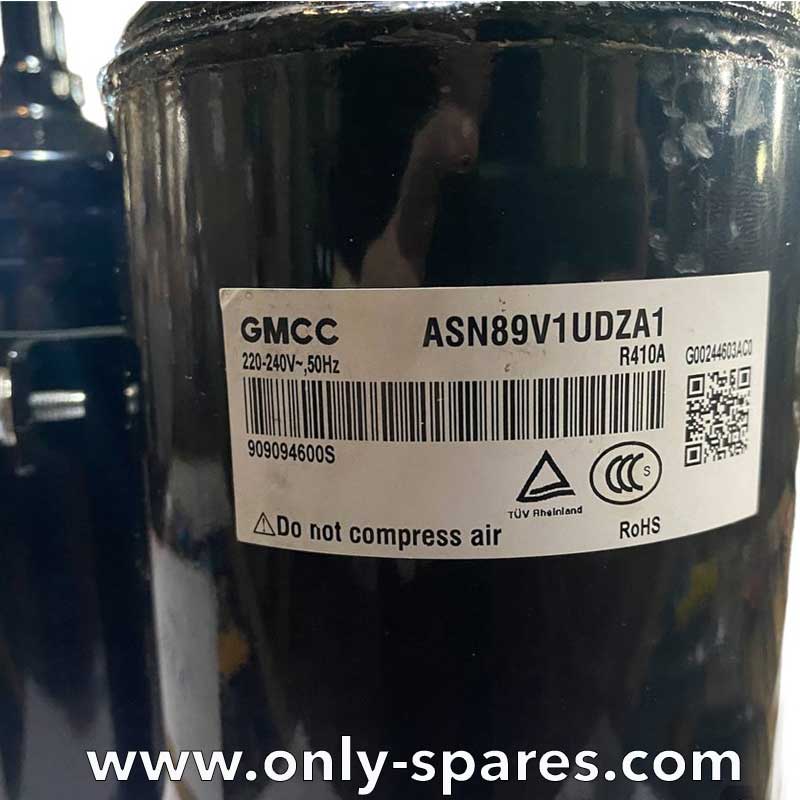 GMCC
ASN89V1UDZA1
220-240V~,50Hz
R410A
G00244603AC0
909094600S
TÜV Rheinland
CCC S
⚠Do not compress air
RoHS
www.only-spares.com